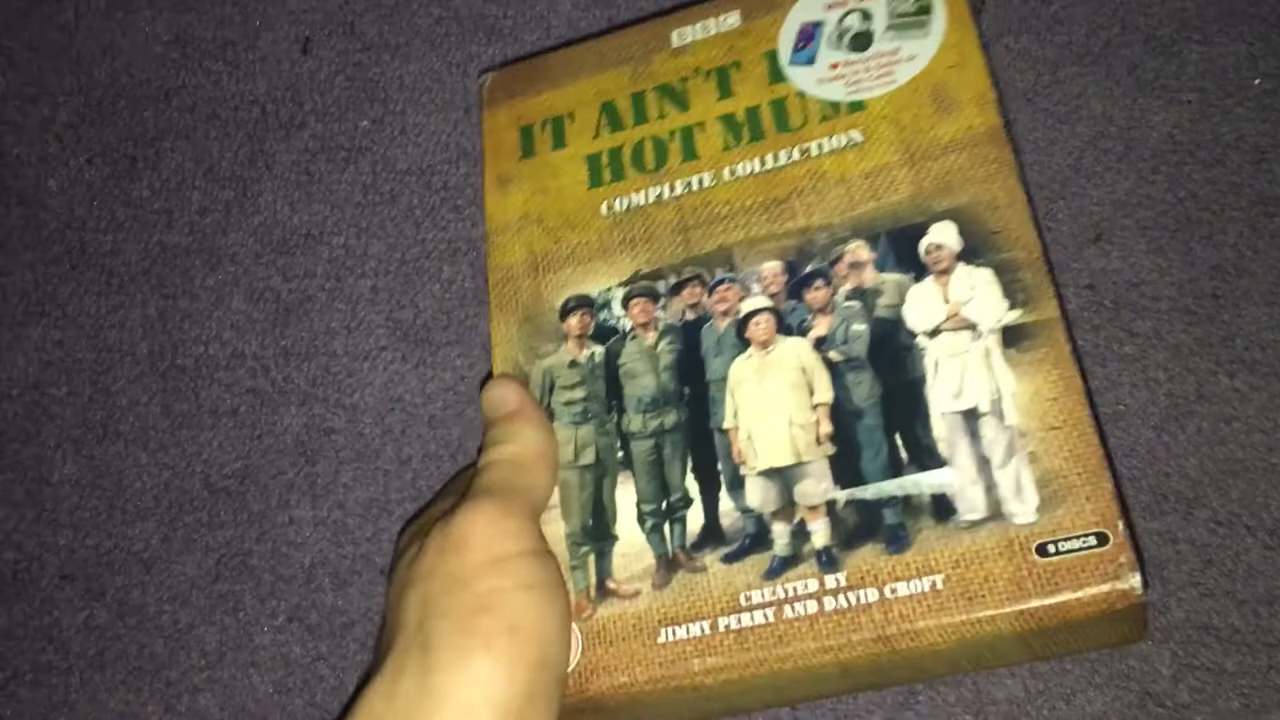 BBC
IT AIN'T
HOT MUM
COMPLETE COLLECTION
9 DISCS
CREATED BY
JIMMY PERRY AND DAVID CROFT